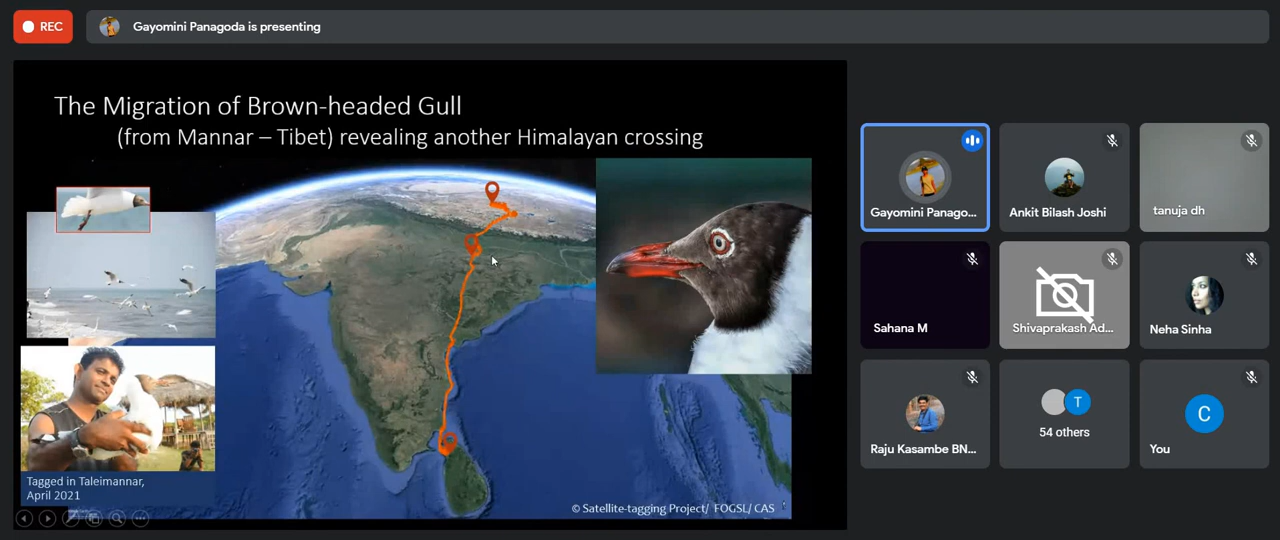 REC
Gayomini Panagoda is presenting
The Migration of Brown-headed Gull
(from Mannar – Tibet) revealing another Himalayan crossing
Tagged in Taleimannar,
April 2021
© Satellite-tagging Project/ FOGSL/ CAS
Gayomini Panago...
Ankit Bilash Joshi
tanuja dh
Sahana M
Shivaprakash Ad...
Neha Sinha
Raju Kasambe BN...
T
54 others
C
You